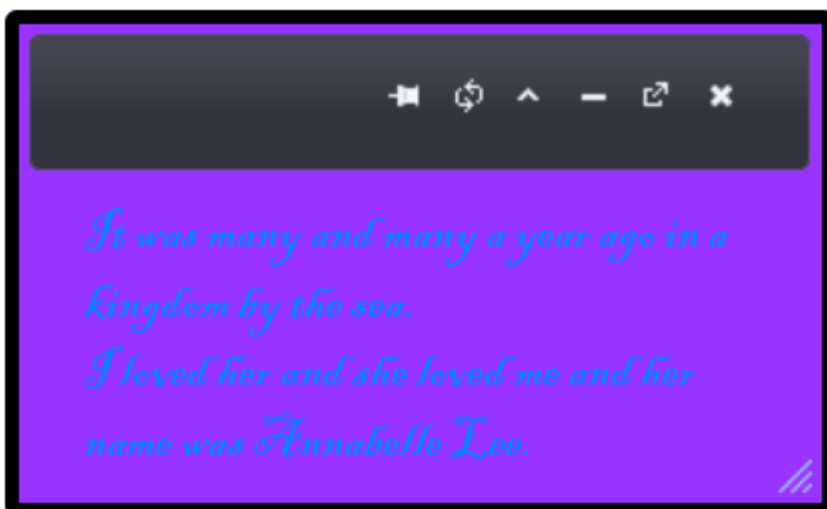 It was many and many a year ago in a
kingdom by the sea.
I loved her and she loved me and her
name was Annabelle Lee.